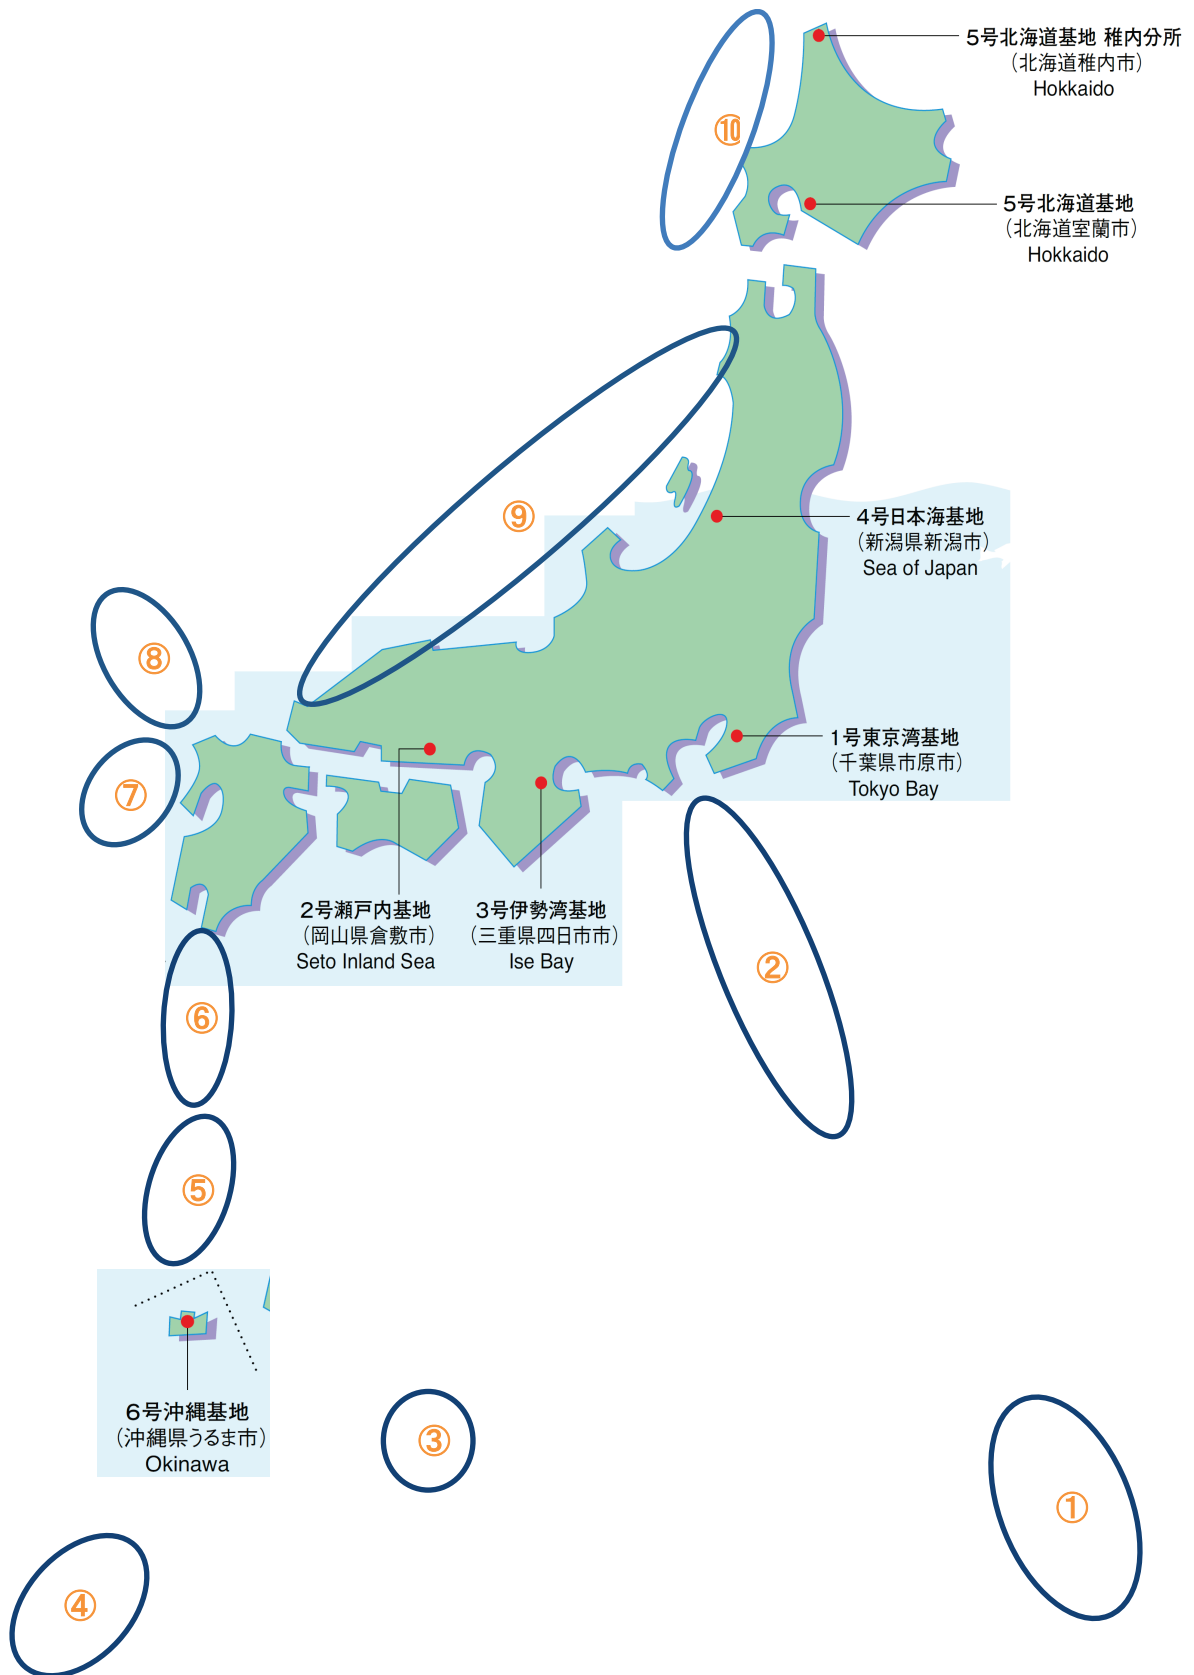 5号北海道基地 稚内分所
（北海道稚内市）
Hokkaido
⑩
5号北海道基地
（北海道室蘭市）
Hokkaido
⑨
4号日本海基地
（新潟県新潟市）
Sea of Japan
⑧
⑦
1号東京湾基地
（千葉県市原市）
Tokyo Bay
2号瀬戸内基地
（岡山県倉敷市）
Seto Inland Sea
3号伊勢湾基地
（三重県四日市市）
Ise Bay
②
⑥
⑤
6号沖縄基地
（沖縄県うるま市）
Okinawa
③
①
④